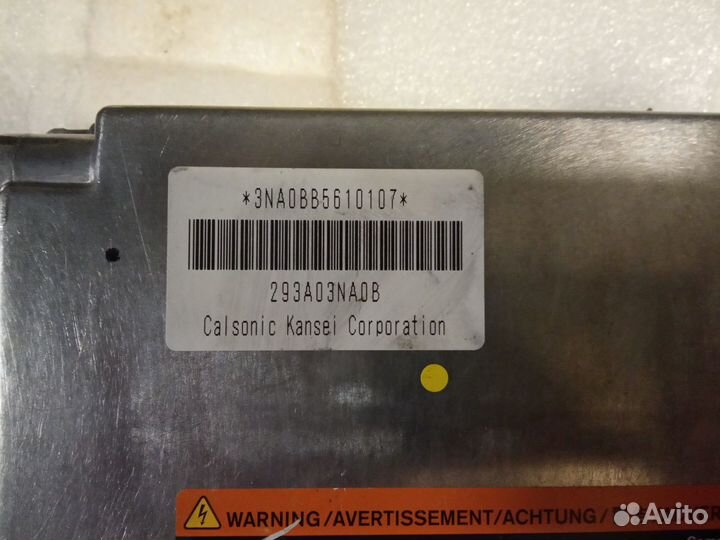 *3NA0BB5610107*
293A03NA0B
Calsonic Kansei Corporation
WARNING/AVERTISSEMENT/ACHTUNG/
Avito